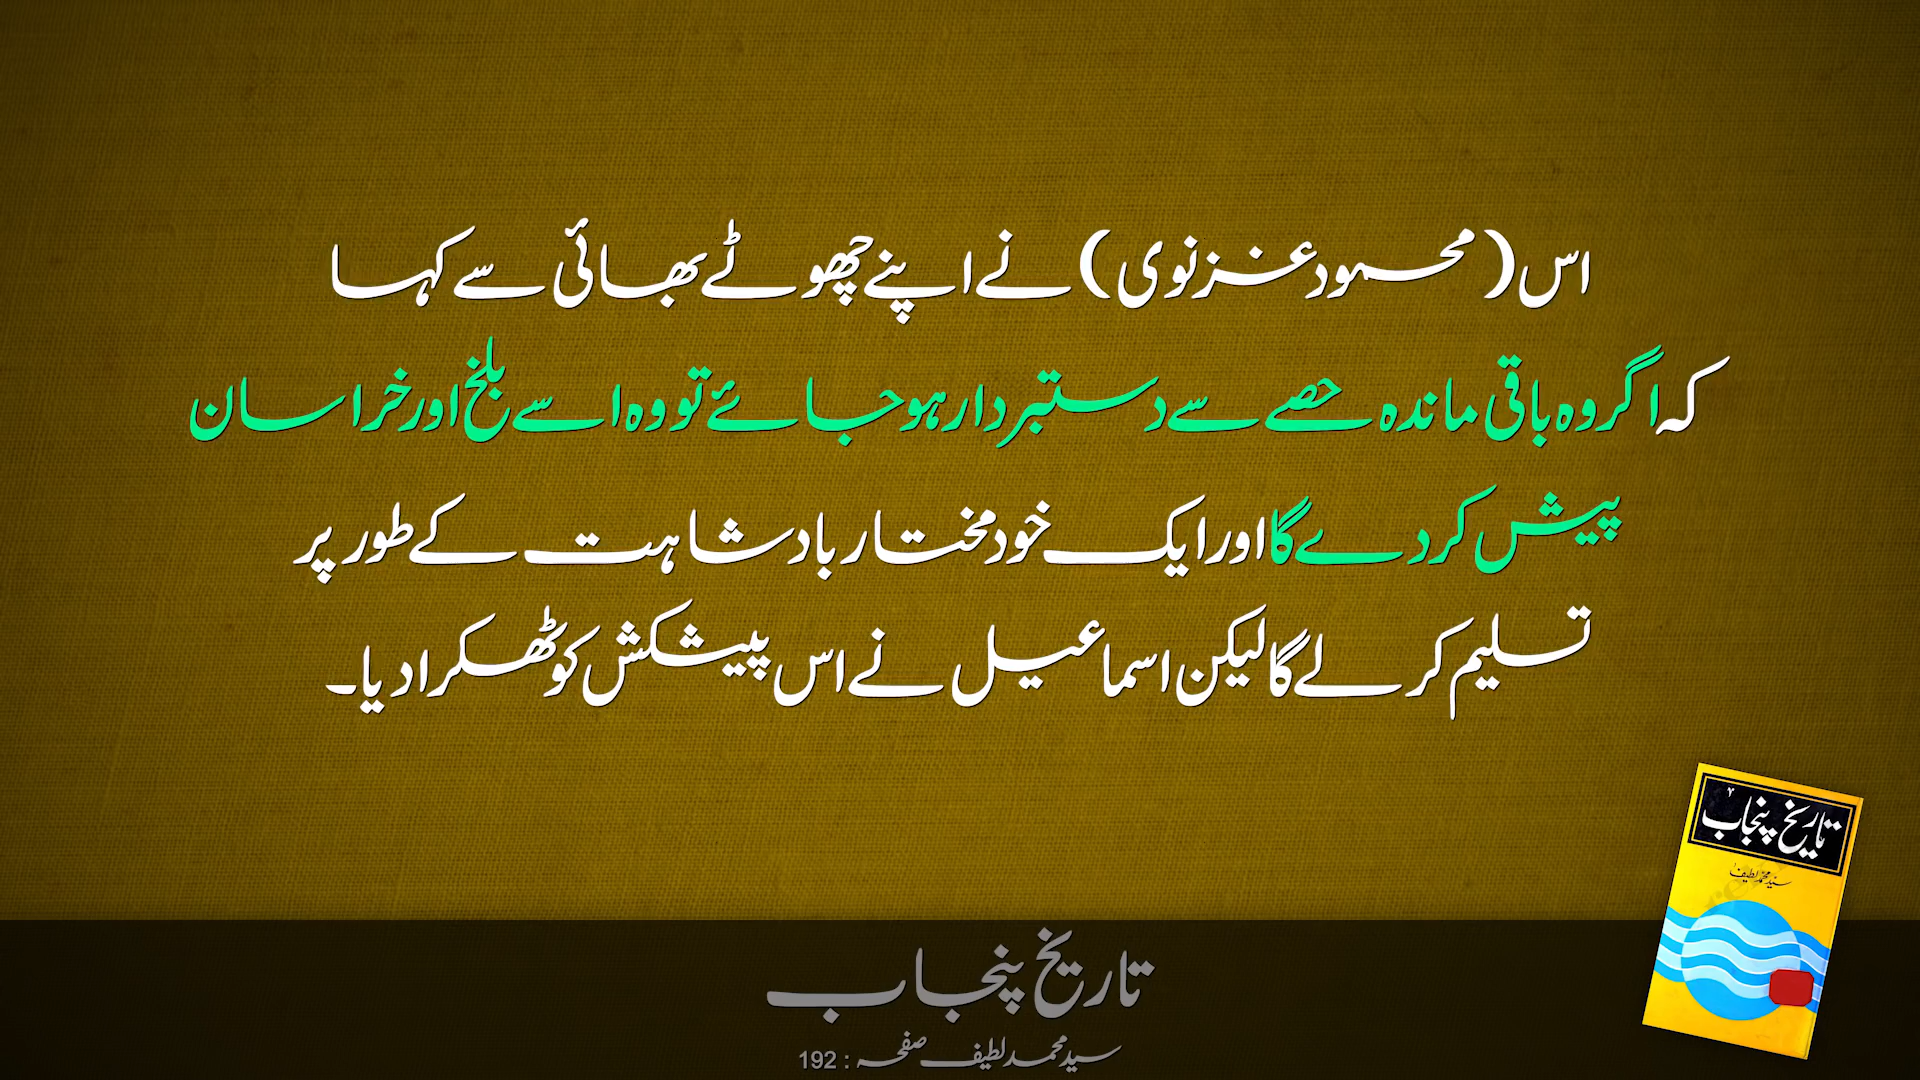 اس (محمود غزنوی) نے اپنے چھوٹے بھائی سے کہا
کہ اگر وہ باقی ماندہ حصے سے دستبردار ہو جائے تو وہ اسے بلخ اور خراسان
پیش کر دے گا اور ایک خود مختار بادشاہت کے طور پر
تسلیم کر لے گا لیکن اسماعیل نے اس پیشکش کو ٹھکرا دیا۔
تاریخ پنجاب
سید محمد لطیف
تاریخ پنجاب
سید محمد لطیف صفحہ : 192